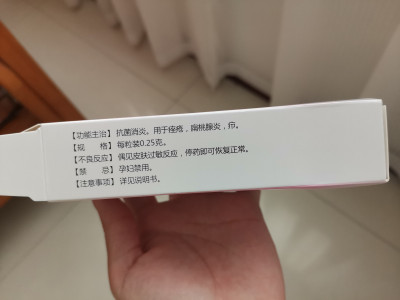 【功能主治】抗菌消炎。用于痤疮，扁桃腺炎，疖。
【规　　格】每粒装0.25克。
【不良反应】偶见皮肤过敏反应，停药即可恢复正常。
【禁　　忌】孕妇禁用。
【注意事项】详见说明书。